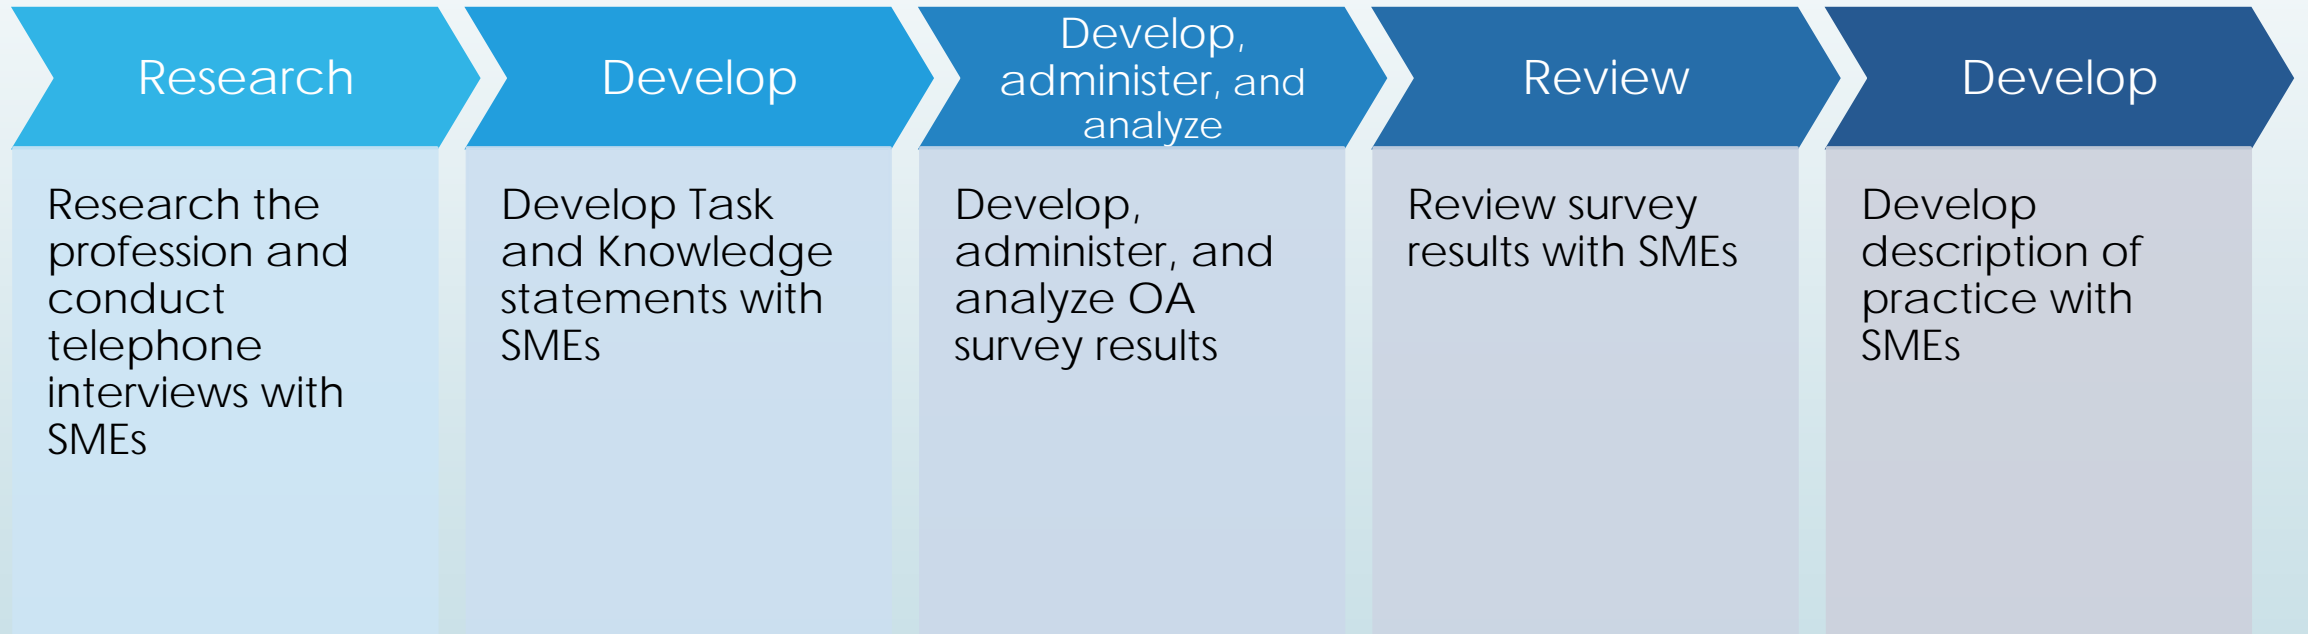 Research
Develop
Develop,
administer, and
analyze
Review
Develop
Research the
profession and
conduct
telephone
interviews with
SMEs
Develop Task
and Knowledge
statements with
SMEs
Develop,
administer, and
analyze OA
survey results
Review survey
results with SMEs
Develop
description of
practice with
SMEs